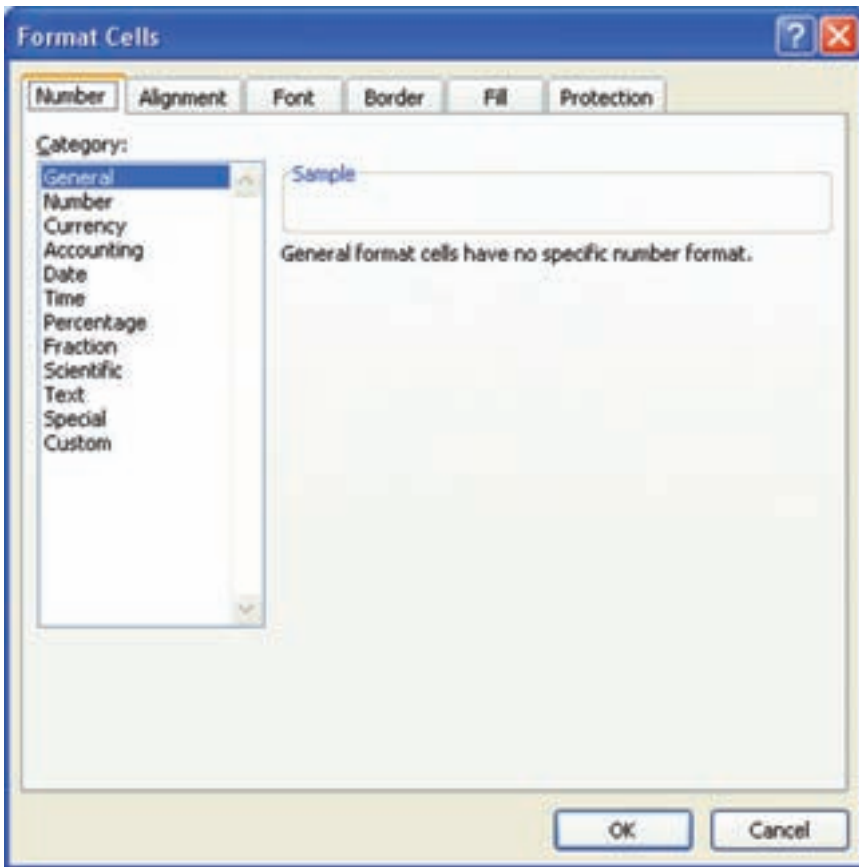 Format Cells
Number Alignment Font Border Fill Protection
Category:
General
Number
Currency
Accounting
Date
Time
Percentage
Fraction
Scientific
Text
Special
Custom
Sample
General format cells have no specific number format.
OK Cancel